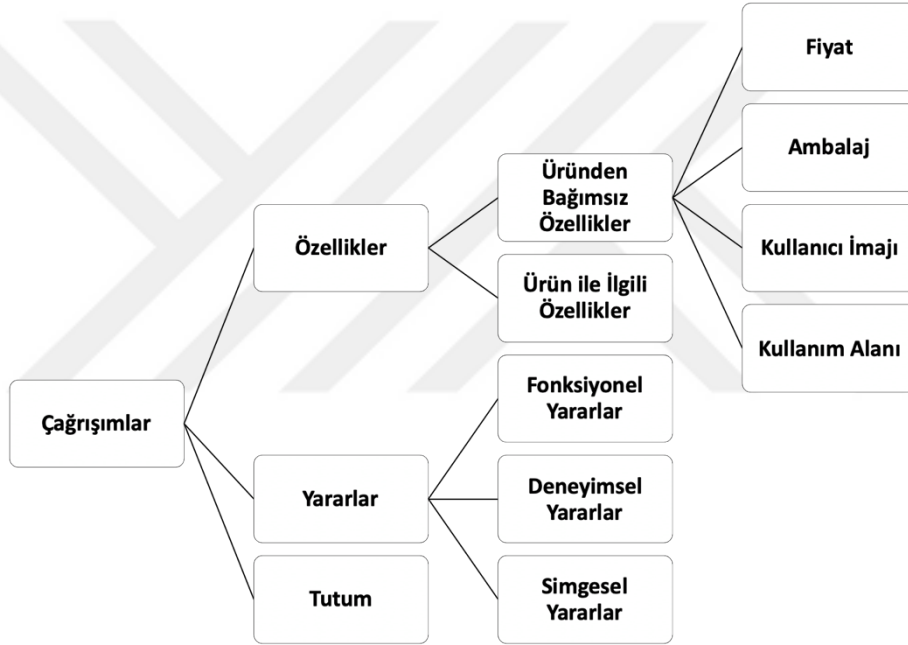 Fiyat
Ambalaj
Üründen
Bağımsız
Özellikler
Kullanıcı İmajı
Özellikler
Ürün ile İlgili
Özellikler
Kullanım Alanı
Çağrışımlar
Fonksiyonel
Yararlar
Yararlar
Deneyimsel
Yararlar
Tutum
Simgesel
Yararlar